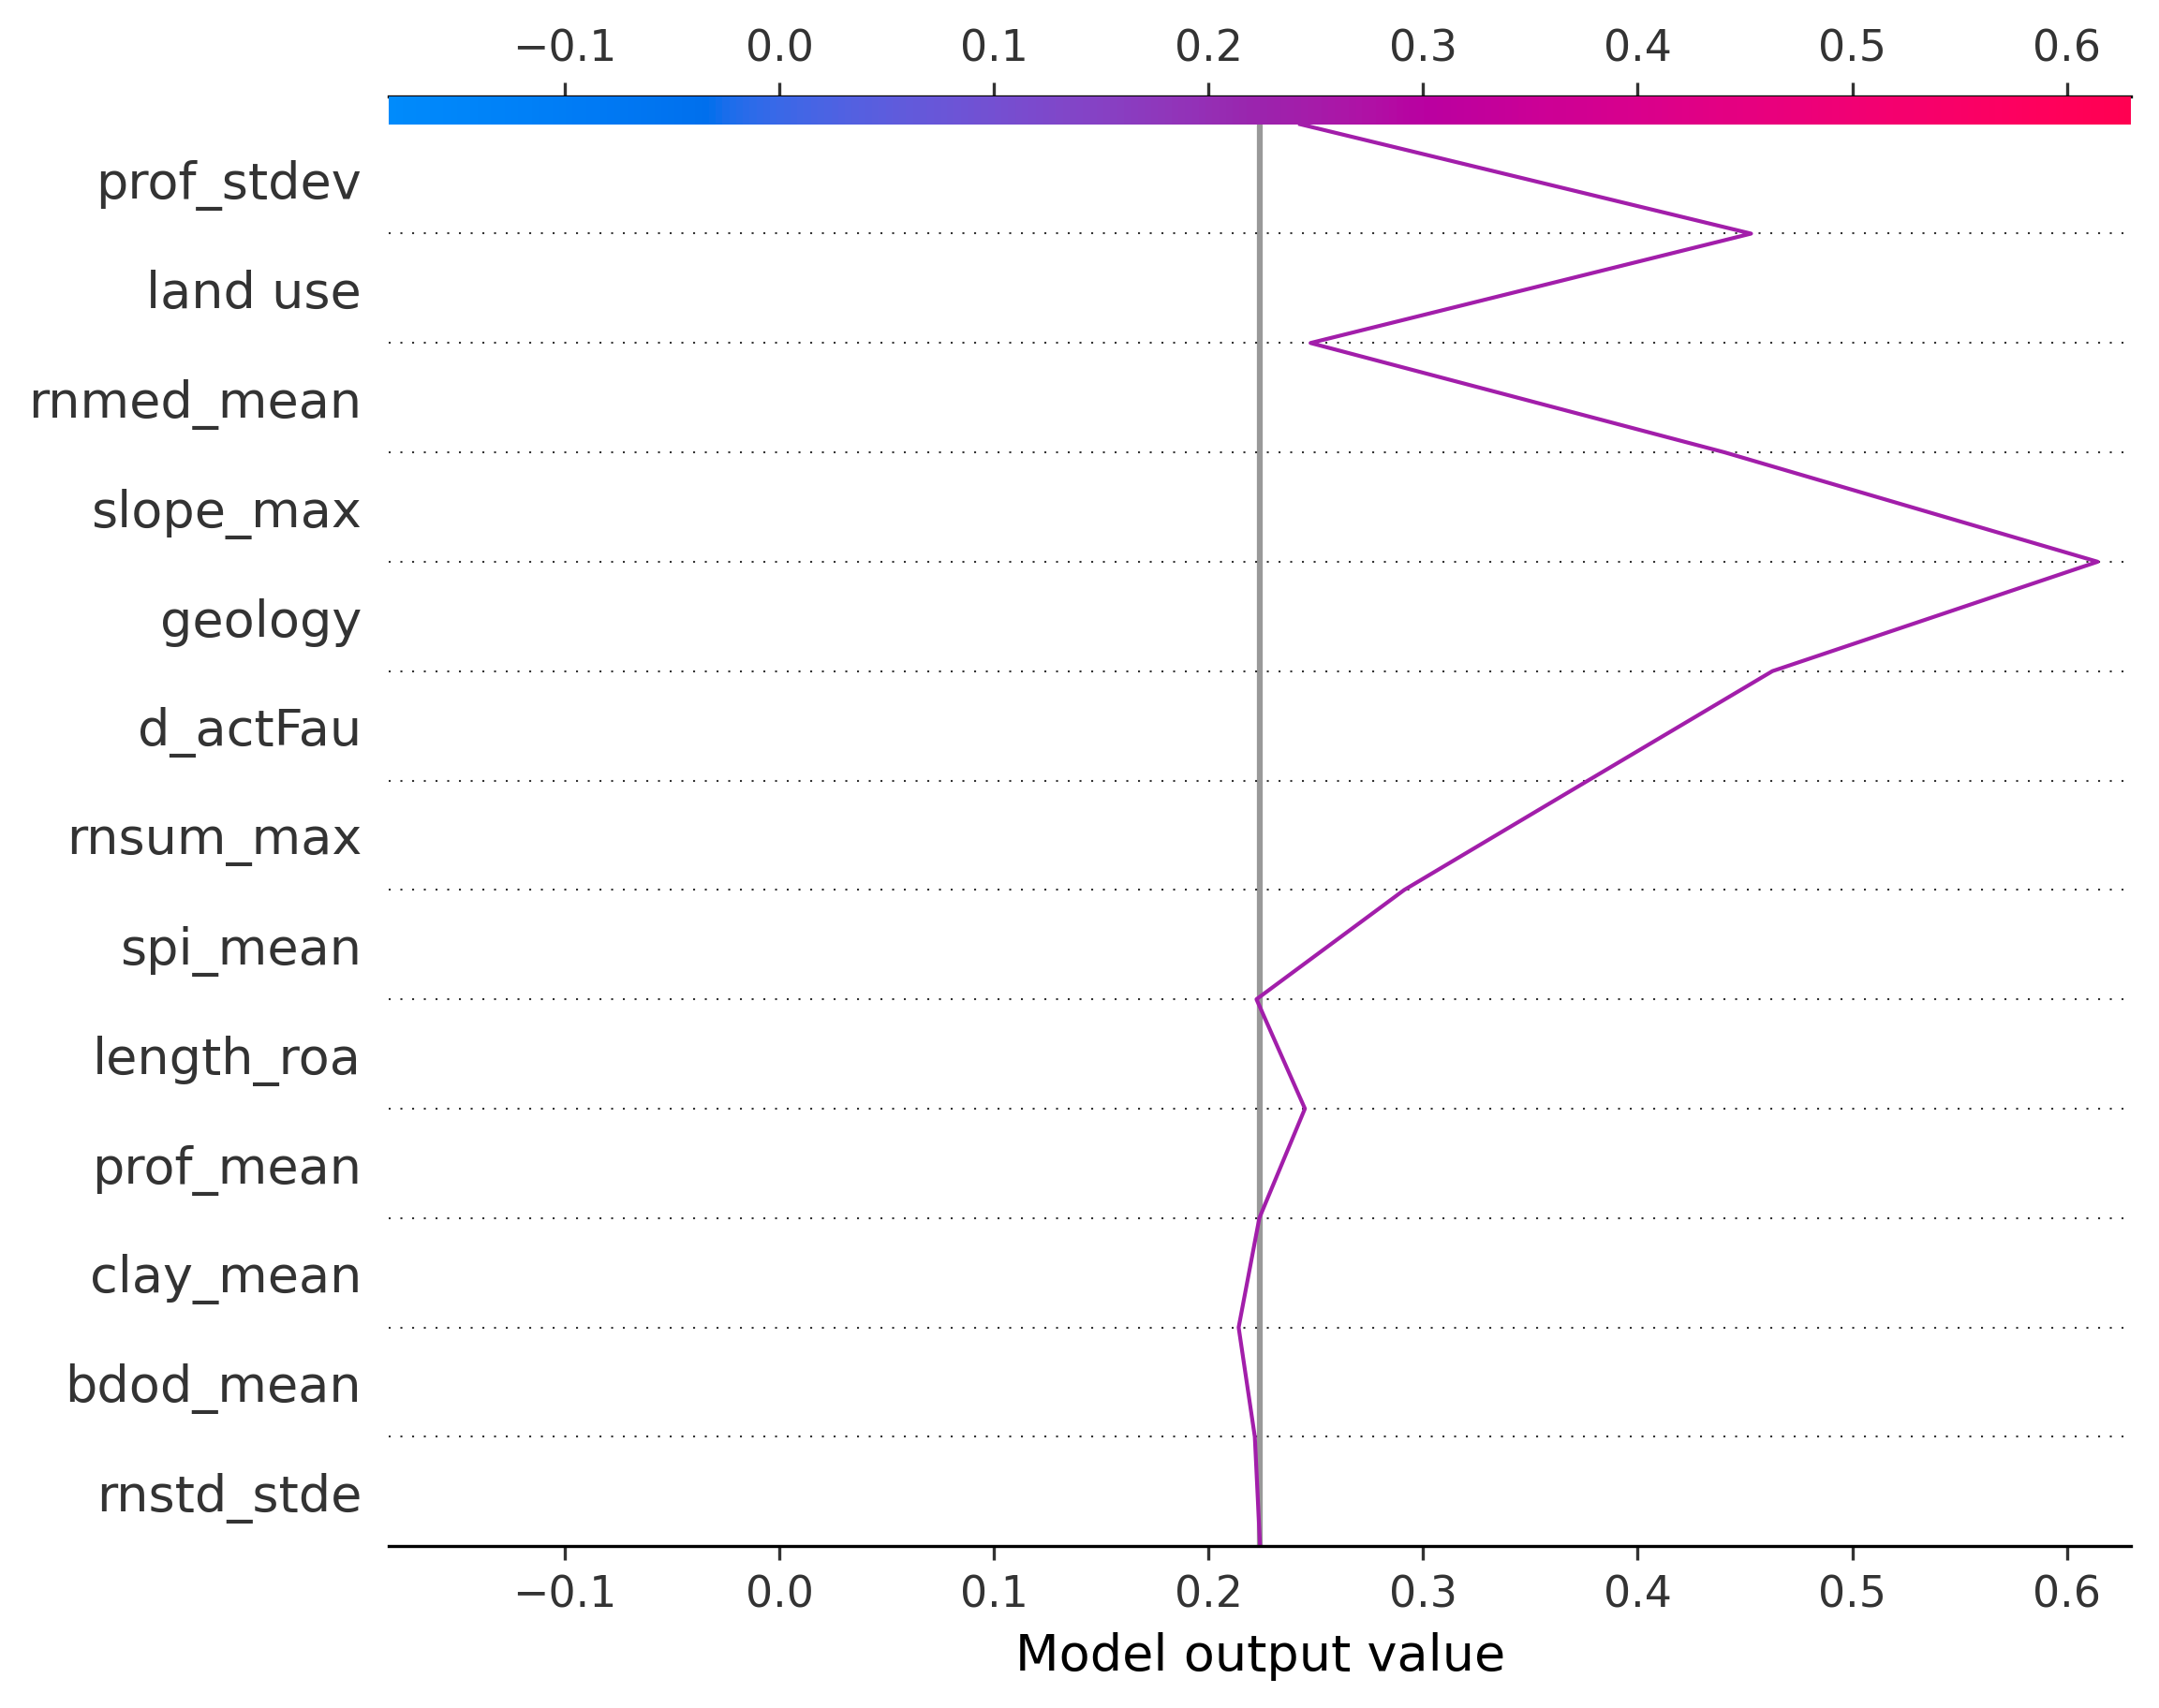 −0.1 0.0 0.1 0.2 0.3 0.4 0.5 0.6
prof_stdev
land use
rnmed_mean
slope_max
geology
d_actFau
rnsum_max
spi_mean
length_roa
prof_mean
clay_mean
bdod_mean
rnstd_stde
−0.1 0.0 0.1 0.2 0.3 0.4 0.5 0.6
Model output value